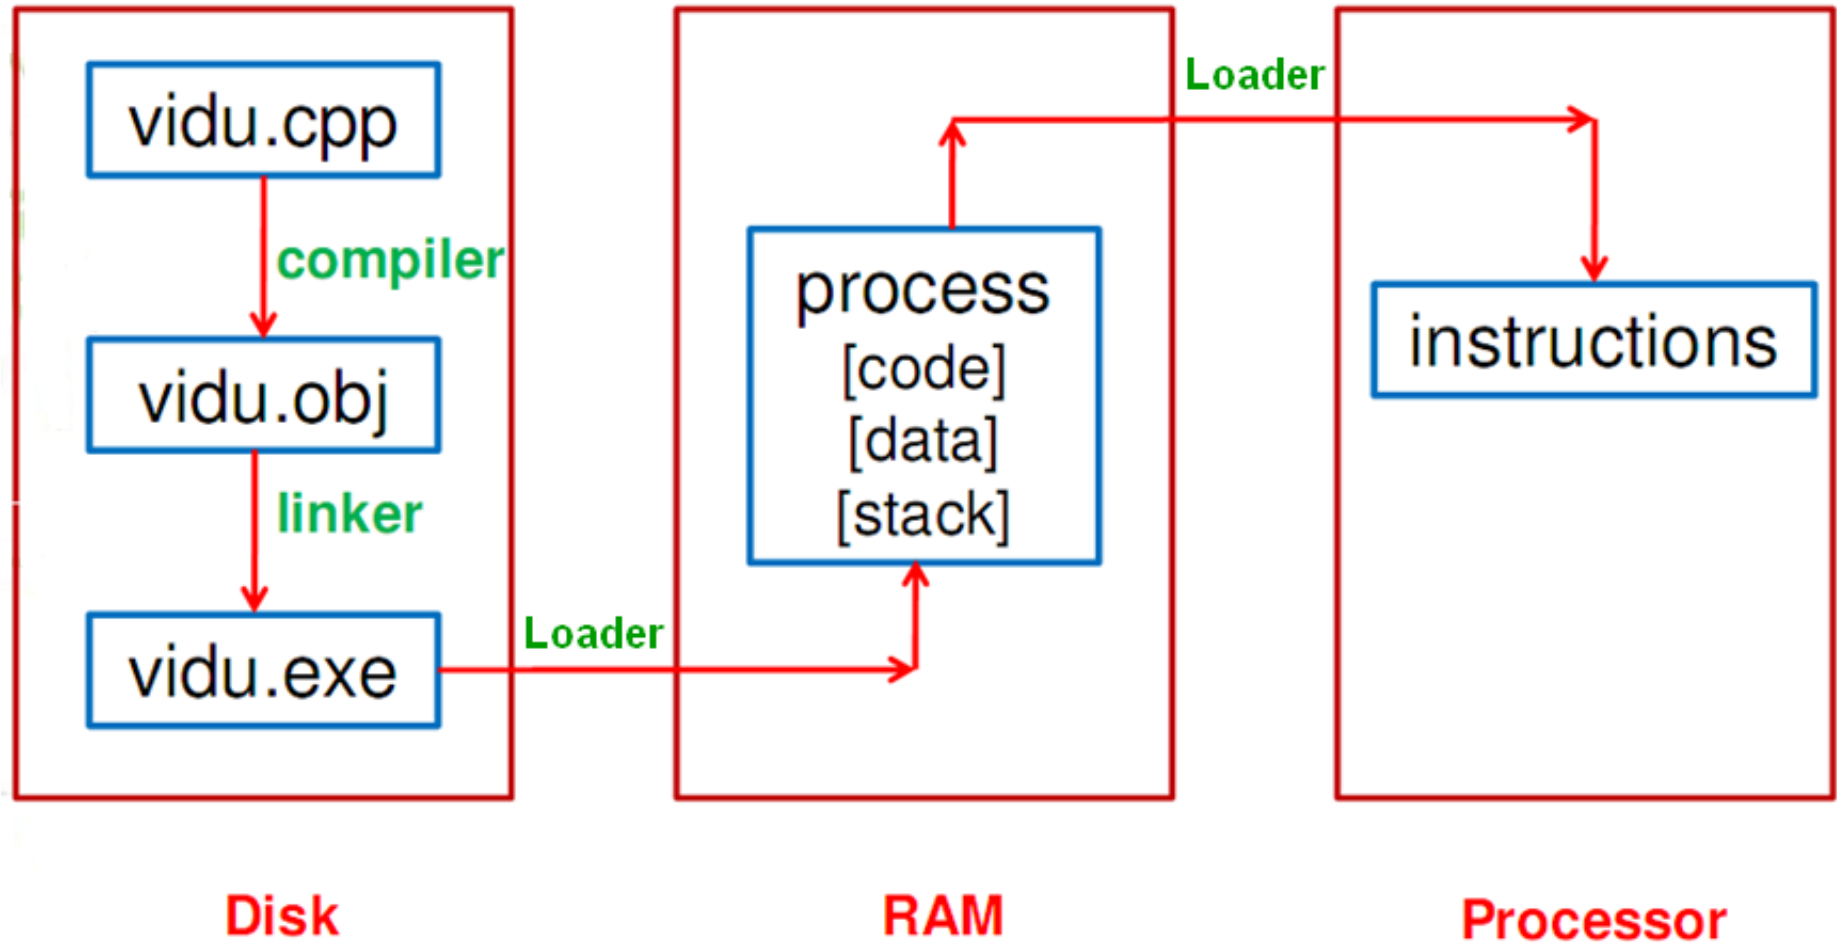 vidu.cpp
compiler
vidu.obj
linker
vidu.exe
Loader
process
[code]
[data]
[stack]
Loader
instructions
Disk
RAM
Processor